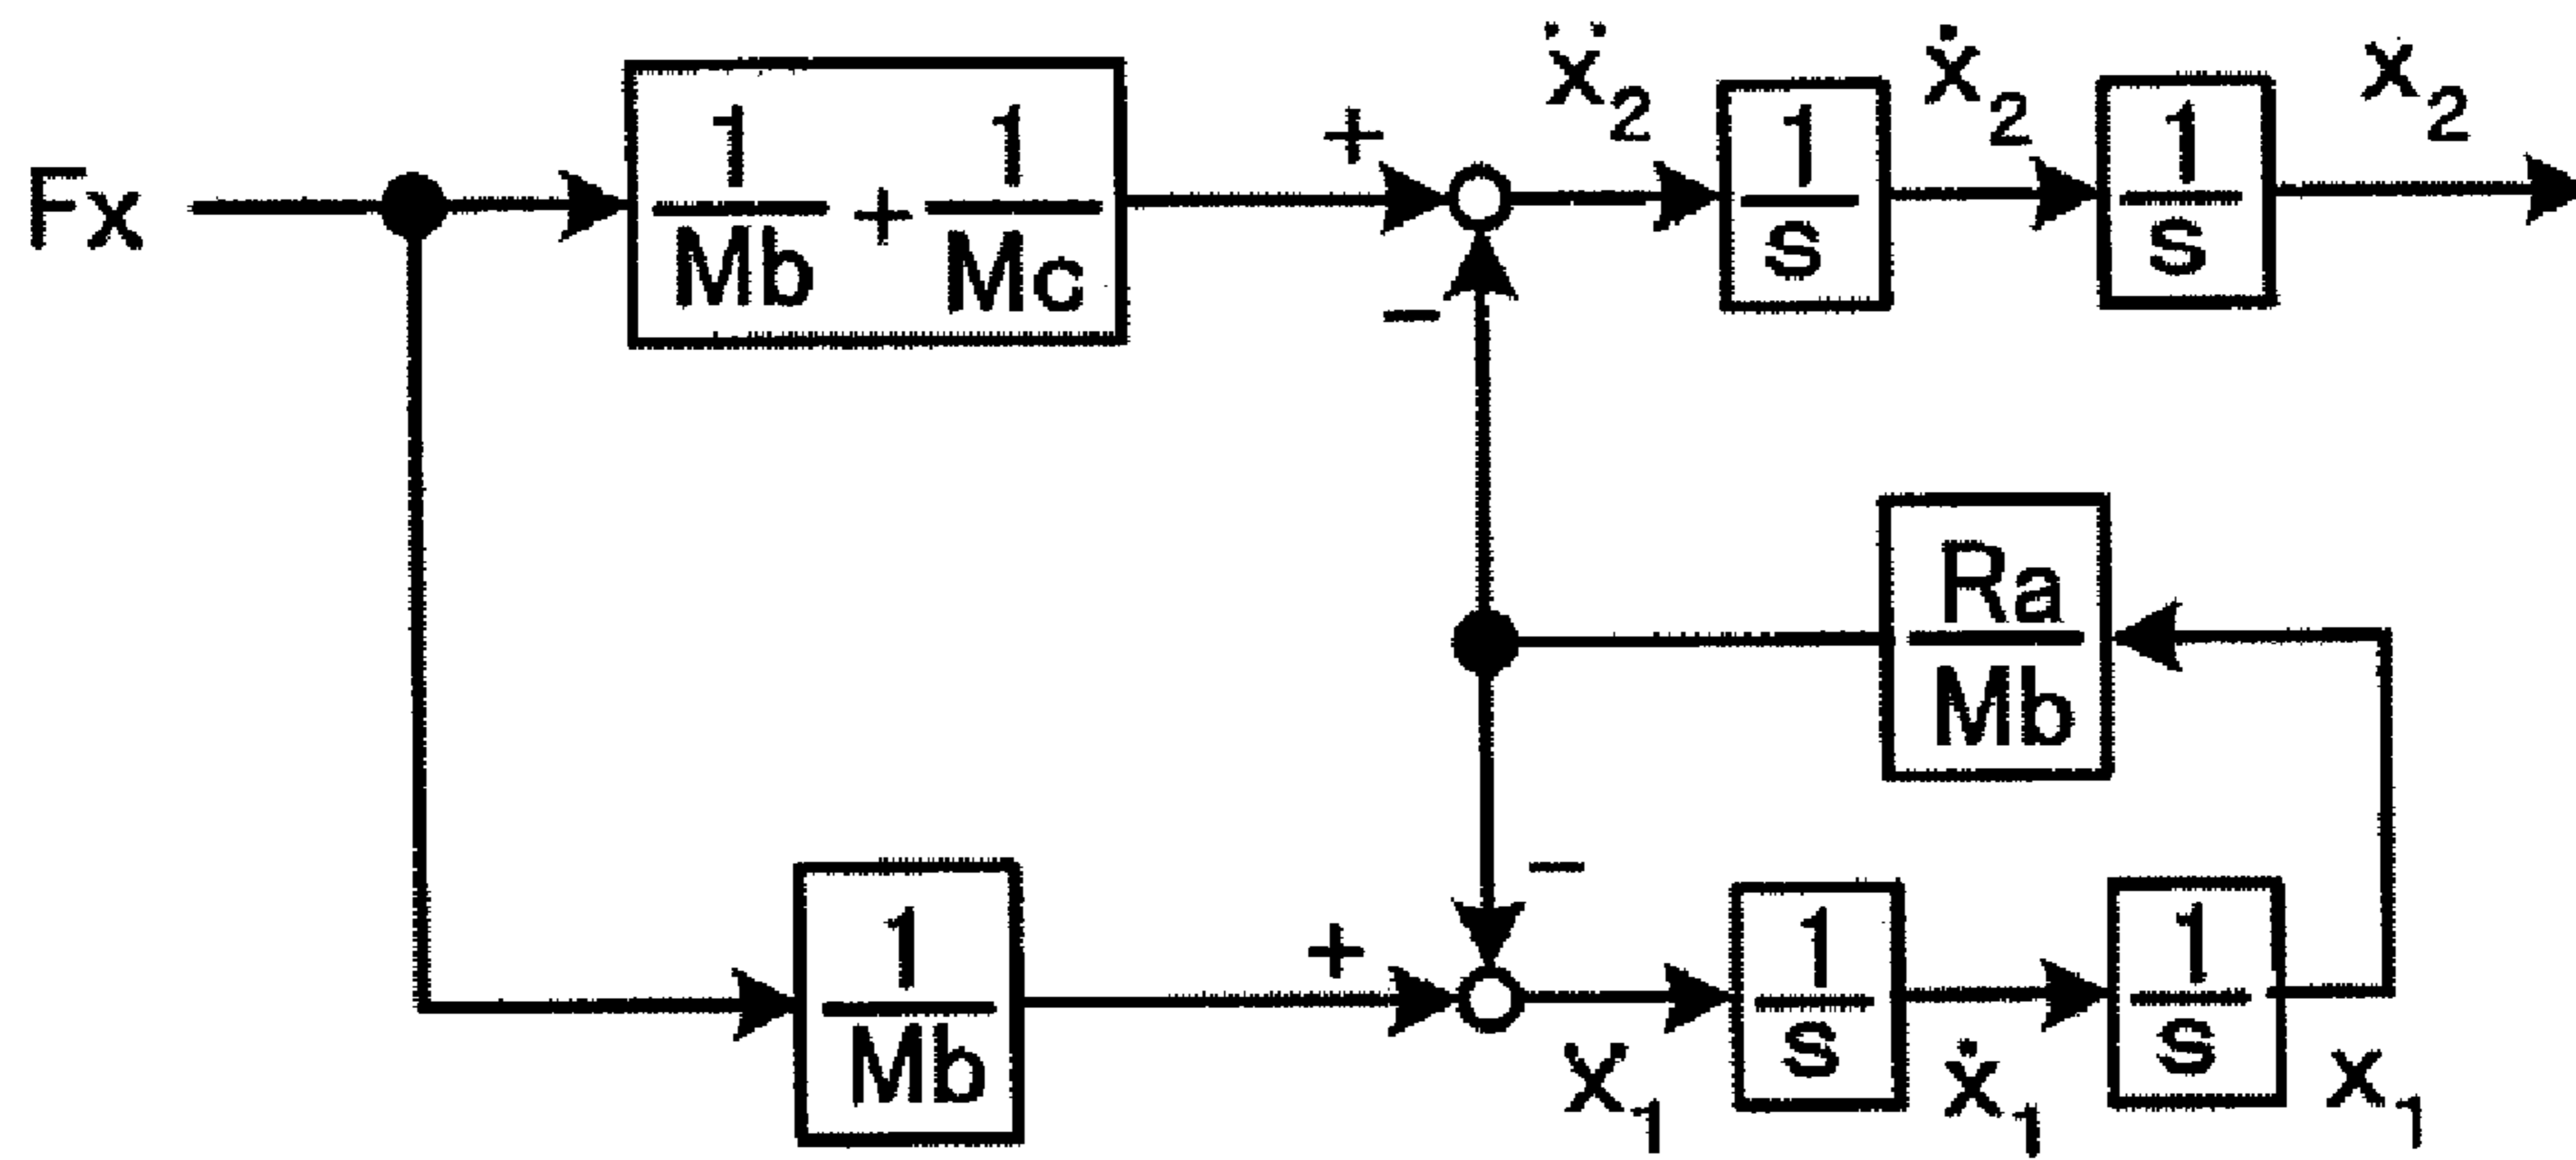 Fx
1/Mb + 1/Mc
+
−
ẍ₂
1/s
ẋ₂
1/s
x₂
Ra/Mb
1/Mb
+
−
ẍ₁
1/s
ẋ₁
1/s
x₁